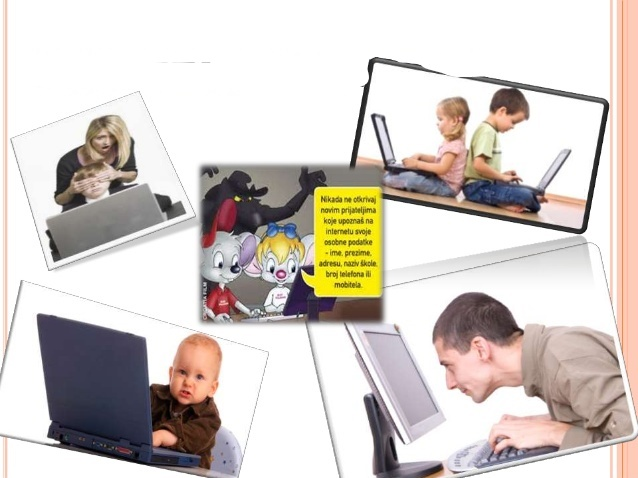 Nikada ne otkrivaj
novim prijateljima
koje upoznaš na
internetu svoje
osobne podatke
- ime, prezime,
adresu, naziv škole,
broj telefona ili
mobitela.